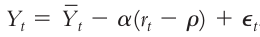 Yₜ = Ȳₜ − α(rₜ − ρ) + ϵₜ.